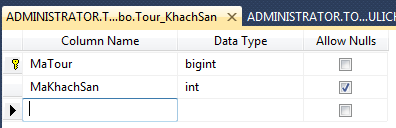 ADMINISTRATOR.T...bo.Tour_KhachSan ADMINISTRATOR.TO...ULICH
Column Name Data Type Allow Nulls
MaTour bigint
MaKhachSan int